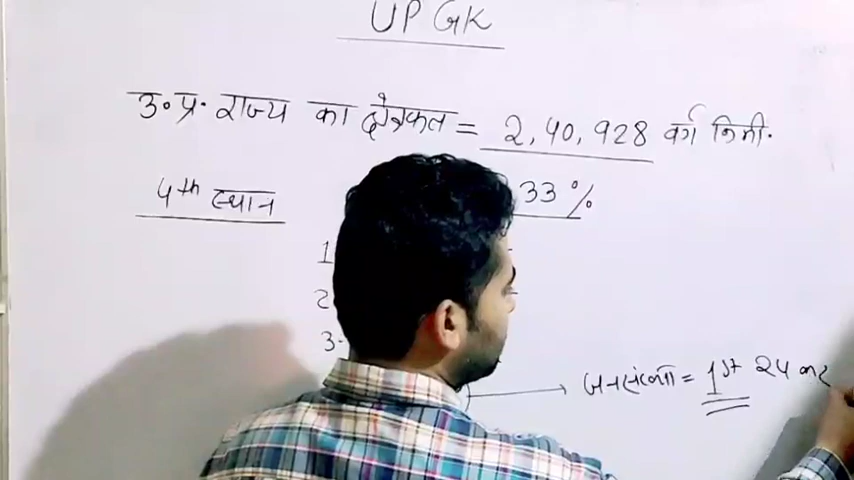 UP GK
उ०प्र० राज्य का क्षेत्रफल = 2,40,928 वर्ग किमी.
4th स्थान 33 %
1
2
3-
जनसंख्या = 1st 24 कर